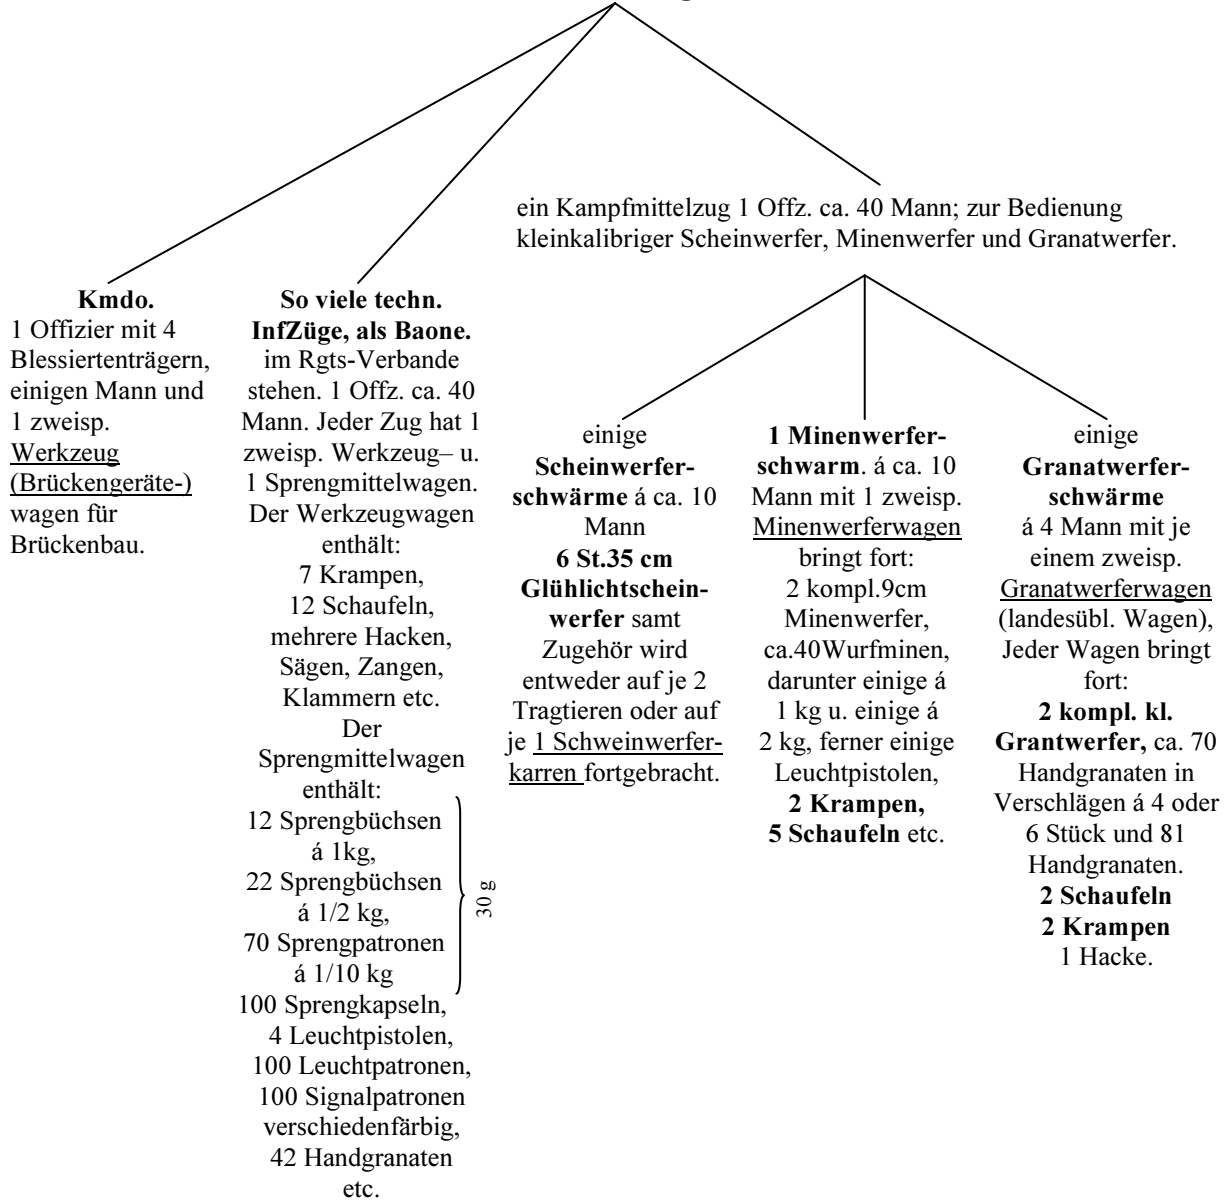 ein Kampfmittelzug 1 Offz. ca. 40 Mann; zur Bedienung
kleinkalibriger Scheinwerfer, Minenwerfer und Granatwerfer.
Kmdo.
1 Offizier mit 4
Blessiertenträgern,
einigen Mann und
1 zweisp.
Werkzeug
(Brückengeräte-)
wagen für
Brückenbau.
So viele techn.
InfZüge, als Baone.
im Rgts-Verbande
stehen. 1 Offz. ca. 40
Mann. Jeder Zug hat 1
zweisp. Werkzeug– u.
1 Sprengmittelwagen.
Der Werkzeugwagen
enthält:
7 Krampen,
12 Schaufeln,
mehrere Hacken,
Sägen, Zangen,
Klammern etc.
Der
Sprengmittelwagen
enthält:
12 Sprengbüchsen
á 1kg,
22 Sprengbüchsen
á 1/2 kg,
70 Sprengpatronen
á 1/10 kg
30 g
100 Sprengkapseln,
4 Leuchtpistolen,
100 Leuchtpatronen,
100 Signalpatronen
verschiedenfärbig,
42 Handgranaten
etc.
einige
Scheinwerfer-
schwärme á ca. 10
Mann
6 St.35 cm
Glühlichtschein-
werfer samt
Zugehör wird
entweder auf je 2
Tragtieren oder auf
je 1 Schweinwerfer-
karren fortgebracht.
1 Minenwerfer-
schwarm. á ca. 10
Mann mit 1 zweisp.
Minenwerferwagen
bringt fort:
2 kompl.9cm
Minenwerfer,
ca.40Wurfminen,
darunter einige á
1 kg u. einige á
2 kg, ferner einige
Leuchtpistolen,
2 Krampen,
5 Schaufeln etc.
einige
Granatwerfer-
schwärme
á 4 Mann mit je
einem zweisp.
Granatwerferwagen
(landesübl. Wagen),
Jeder Wagen bringt
fort:
2 kompl. kl.
Grantwerfer, ca. 70
Handgranaten in
Verschlägen á 4 oder
6 Stück und 81
Handgranaten.
2 Schaufeln
2 Krampen
1 Hacke.